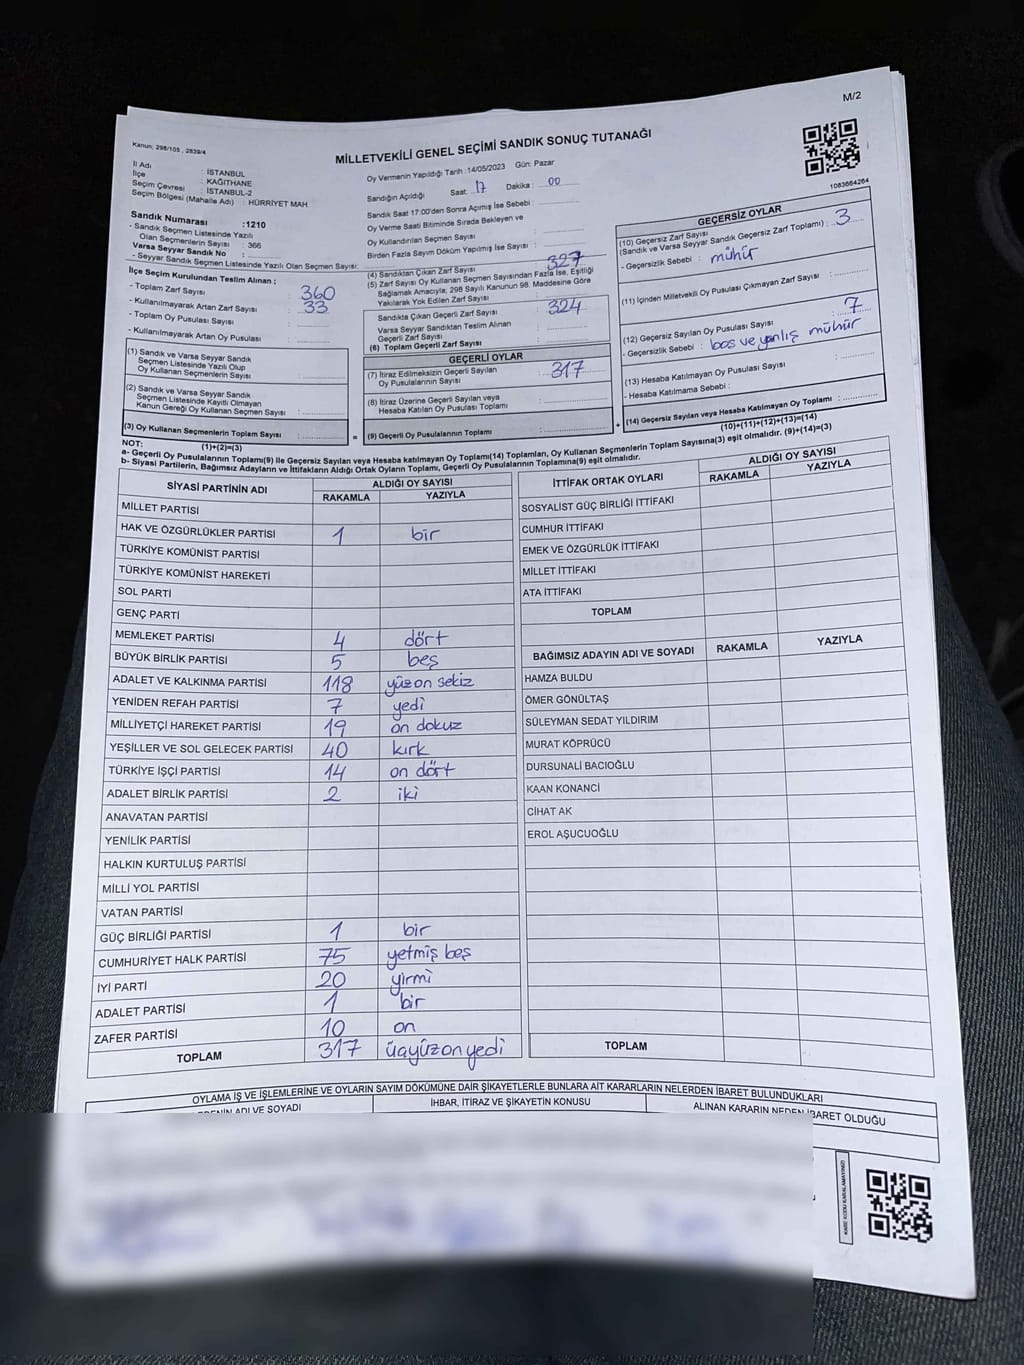 M/2
Kanun: 298/105 , 2839/4
MİLLETVEKİLİ GENEL SEÇİMİ SANDIK SONUÇ TUTANAĞI
1083664264
İl Adı : İSTANBUL
İlçe : KAĞITHANE
Seçim Çevresi : İSTANBUL-2
Seçim Bölgesi (Mahalle Adı) : HÜRRİYET MAH.
Sandık Numarası :1210
- Sandık Seçmen Listesinde Yazılı
Olan Seçmenlerin Sayısı : 366
Varsa Seyyar Sandık No :
- Seyyar Sandık Seçmen Listesinde Yazılı Olan Seçmen Sayısı:
İlçe Seçim Kurulundan Teslim Alınan :
- Toplam Zarf Sayısı : 360
- Kullanılmayarak Artan Zarf Sayısı : 33
- Toplam Oy Pusulası Sayısı :
- Kullanılmayarak Artan Oy Pusulası :
(1) Sandık ve Varsa Seyyar Sandık
Seçmen Listesinde Yazılı Olup
Oy Kullanan Seçmenlerin Sayısı :
(2) Sandık ve Varsa Seyyar Sandık
Seçmen Listesinde Kayıtlı Olmayan
Kanun Gereği Oy Kullanan Seçmen Sayısı :
(3) Oy Kullanan Seçmenlerin Toplam Sayısı :
(1)+(2)=(3)
Oy Vermenin Yapıldığı Tarih :14/05/2023 Gün: Pazar
Sandığın Açıldığı Saat: 17 Dakika : 00
Sandık Saat 17:00'den Sonra Açımış İse Sebebi :
Oy Verme Saati Bitiminde Sırada Bekleyen ve
Oy Kullandırılan Seçmen Sayısı :
Birden Fazla Sayım Döküm Yapılmış İse Sayısı :
(4) Sandıktan Çıkan Zarf Sayısı : 327
(5) Zarf Sayısı Oy Kullanan Seçmen Sayısından Fazla İse, Eşitliği
Sağlamak Amacıyla; 298 Sayılı Kanunun 98. Maddesine Göre
Yakılarak Yok Edilen Zarf Sayısı :
Sandıkta Çıkan Geçerli Zarf Sayısı : 324
Varsa Seyyar Sandıktan Teslim Alınan
Geçerli Zarf Sayısı :
(6) Toplam Geçerli Zarf Sayısı :
GEÇERLİ OYLAR
(7) İtiraz Edilmeksizin Geçerli Sayılan
Oy Pusulalarının Sayısı : 317
(8) İtiraz Üzerine Geçerli Sayılan veya
Hesaba Katılan Oy Pusulası Toplamı :
= (9) Geçerli Oy Pusulalarının Toplamı :
GEÇERSİZ OYLAR
(10) Geçersiz Zarf Sayısı
(Sandık ve Varsa Seyyar Sandık Geçersiz Zarf Toplamı) : 3
- Geçersizlik Sebebi : mühür
(11) İçinden Milletvekili Oy Pusulası Çıkmayan Zarf Sayısı :
(12) Geçersiz Sayılan Oy Pusulası Sayısı : 7
- Geçersizlik Sebebi : boş ve yanlış mühür
(13) Hesaba Katılmayan Oy Pusulası Sayısı :
- Hesaba Katılmama Sebebi :
+ (14) Geçersiz Sayılan veya Hesaba Katılmayan Oy Toplamı :
(10)+(11)+(12)+(13)=(14)
NOT:
a- Geçerli Oy Pusulalarının Toplamı(9) ile Geçersiz Sayılan veya Hesaba katılmayan Oy Toplamı(14) Toplamları, Oy Kullanan Seçmenlerin Toplam Sayısına(3) eşit olmalıdır. (9)+(14)=(3)
b- Siyasi Partilerin, Bağımsız Adayların ve İttifakların Aldığı Ortak Oyların Toplamı, Geçerli Oy Pusulalarının Toplamına(9) eşit olmalıdır.
SİYASİ PARTİNİN ADI ALDIĞI OY SAYISI
RAKAMLA YAZIYLA
MİLLET PARTİSİ
HAK VE ÖZGÜRLÜKLER PARTİSİ 1 bir
TÜRKİYE KOMÜNİST PARTİSİ
TÜRKİYE KOMÜNİST HAREKETİ
SOL PARTİ
GENÇ PARTİ
MEMLEKET PARTİSİ 4 dört
BÜYÜK BİRLİK PARTİSİ 5 beş
ADALET VE KALKINMA PARTİSİ 118 yüzon sekiz
YENİDEN REFAH PARTİSİ 7 yedi
MİLLİYETÇİ HAREKET PARTİSİ 19 on dokuz
YEŞİLLER VE SOL GELECEK PARTİSİ 40 kırk
TÜRKİYE İŞÇİ PARTİSİ 14 on dört
ADALET BİRLİK PARTİSİ 2 iki
ANAVATAN PARTİSİ
YENİLİK PARTİSİ
HALKIN KURTULUŞ PARTİSİ
MİLLİ YOL PARTİSİ
VATAN PARTİSİ
GÜÇ BİRLİĞİ PARTİSİ 1 bir
CUMHURİYET HALK PARTİSİ 75 yetmiş beş
İYİ PARTİ 20 yirmi
ADALET PARTİSİ 1 bir
ZAFER PARTİSİ 10 on
TOPLAM 317 üçyüzonyedi
İTTİFAK ORTAK OYLARI ALDIĞI OY SAYISI
RAKAMLA YAZIYLA
SOSYALİST GÜÇ BİRLİĞİ İTTİFAKI
CUMHUR İTTİFAKI
EMEK VE ÖZGÜRLÜK İTTİFAKI
MİLLET İTTİFAKI
ATA İTTİFAKI
TOPLAM
BAĞIMSIZ ADAYIN ADI VE SOYADI RAKAMLA YAZIYLA
HAMZA BULDU
ÖMER GÖNÜLTAŞ
SÜLEYMAN SEDAT YILDIRIM
MURAT KÖPRÜCÜ
DURSUNALİ BACIOĞLU
KAAN KONANCİ
CİHAT AK
EROL AŞUCUOĞLU
TOPLAM
OYLAMA İŞ VE İŞLEMLERİNE VE OYLARIN SAYIM DÖKÜMÜNE DAİR ŞİKAYETLERLE BUNLARA AİT KARARLARIN NELERDEN İBARET BULUNDUKLARI
ADI VE SOYADI İHBAR, İTİRAZ VE ŞİKAYETİN KONUSU ALINAN KARARIN NEDEN İBARET OLDUĞU
KARE KODU KARALAMAYINIZ!